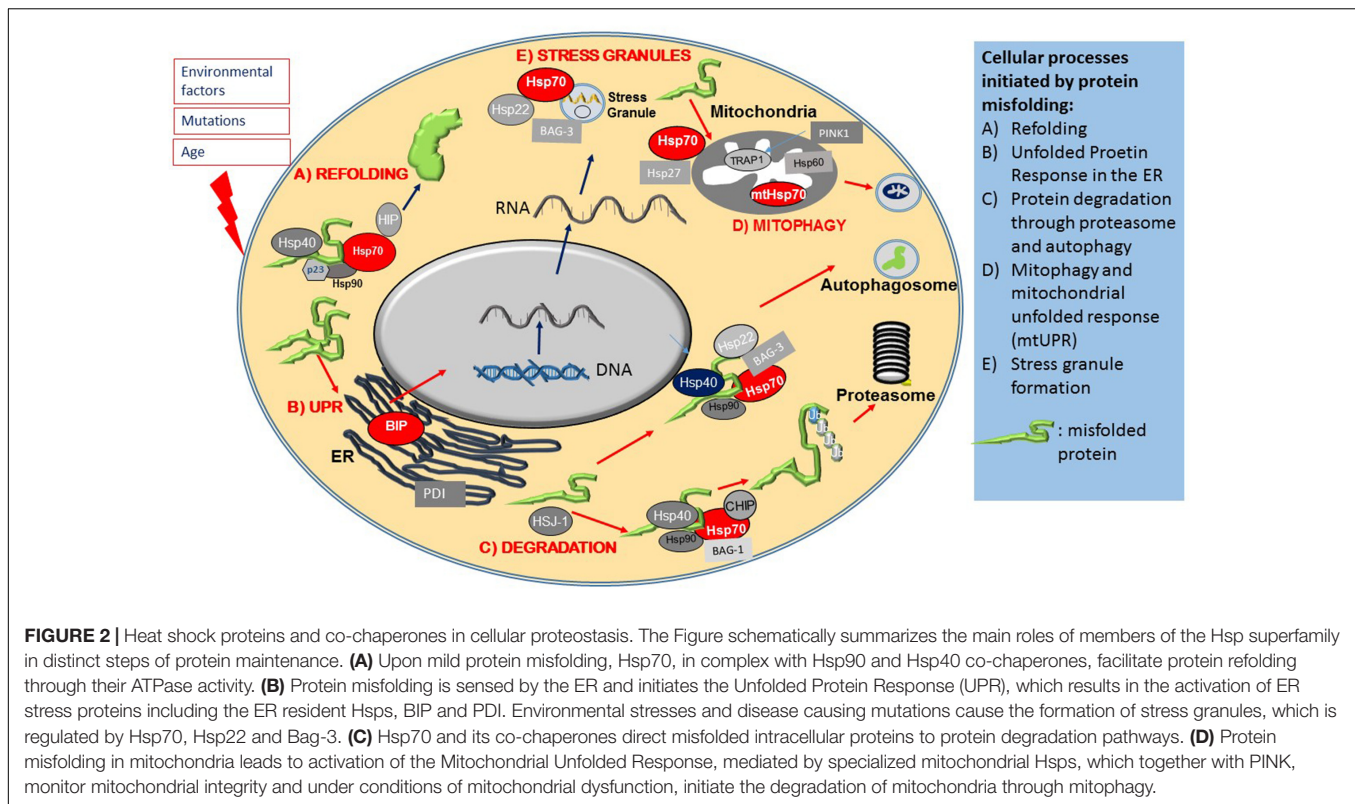 Environmental
factors
Mutations
Age
E) STRESS GRANULES
Hsp70
Hsp22
BAG-3
Stress
Granule
Mitochondria
Hsp70
Hsp27
PINK1
TRAP1
Hsp60
mtHsp70
D) MITOPHAGY
A) REFOLDING
HIP
Hsp40
Hsp70
p23
Hsp90
RNA
DNA
Autophagosome
B) UPR
BIP
ER
PDI
Hsp22
BAG-3
Hsp40
Hsp70
Hsp90
Proteasome
HSJ-1
C) DEGRADATION
Hsp40
CHIP
Hsp70
Hsp90
BAG-1
Cellular processes
initiated by protein
misfolding:
A) Refolding
B) Unfolded Proetin
Response in the ER
C) Protein degradation
through proteasome
and autophagy
D) Mitophagy and
mitochondrial
unfolded response
(mtUPR)
E) Stress granule
formation
: misfolded
protein
FIGURE 2 | Heat shock proteins and co-chaperones in cellular proteostasis. The Figure schematically summarizes the main roles of members of the Hsp superfamily
in distinct steps of protein maintenance. (A) Upon mild protein misfolding, Hsp70, in complex with Hsp90 and Hsp40 co-chaperones, facilitate protein refolding
through their ATPase activity. (B) Protein misfolding is sensed by the ER and initiates the Unfolded Protein Response (UPR), which results in the activation of ER
stress proteins including the ER resident Hsps, BIP and PDI. Environmental stresses and disease causing mutations cause the formation of stress granules, which is
regulated by Hsp70, Hsp22 and Bag-3. (C) Hsp70 and its co-chaperones direct misfolded intracellular proteins to protein degradation pathways. (D) Protein
misfolding in mitochondria leads to activation of the Mitochondrial Unfolded Response, mediated by specialized mitochondrial Hsps, which together with PINK,
monitor mitochondrial integrity and under conditions of mitochondrial dysfunction, initiate the degradation of mitochondria through mitophagy.